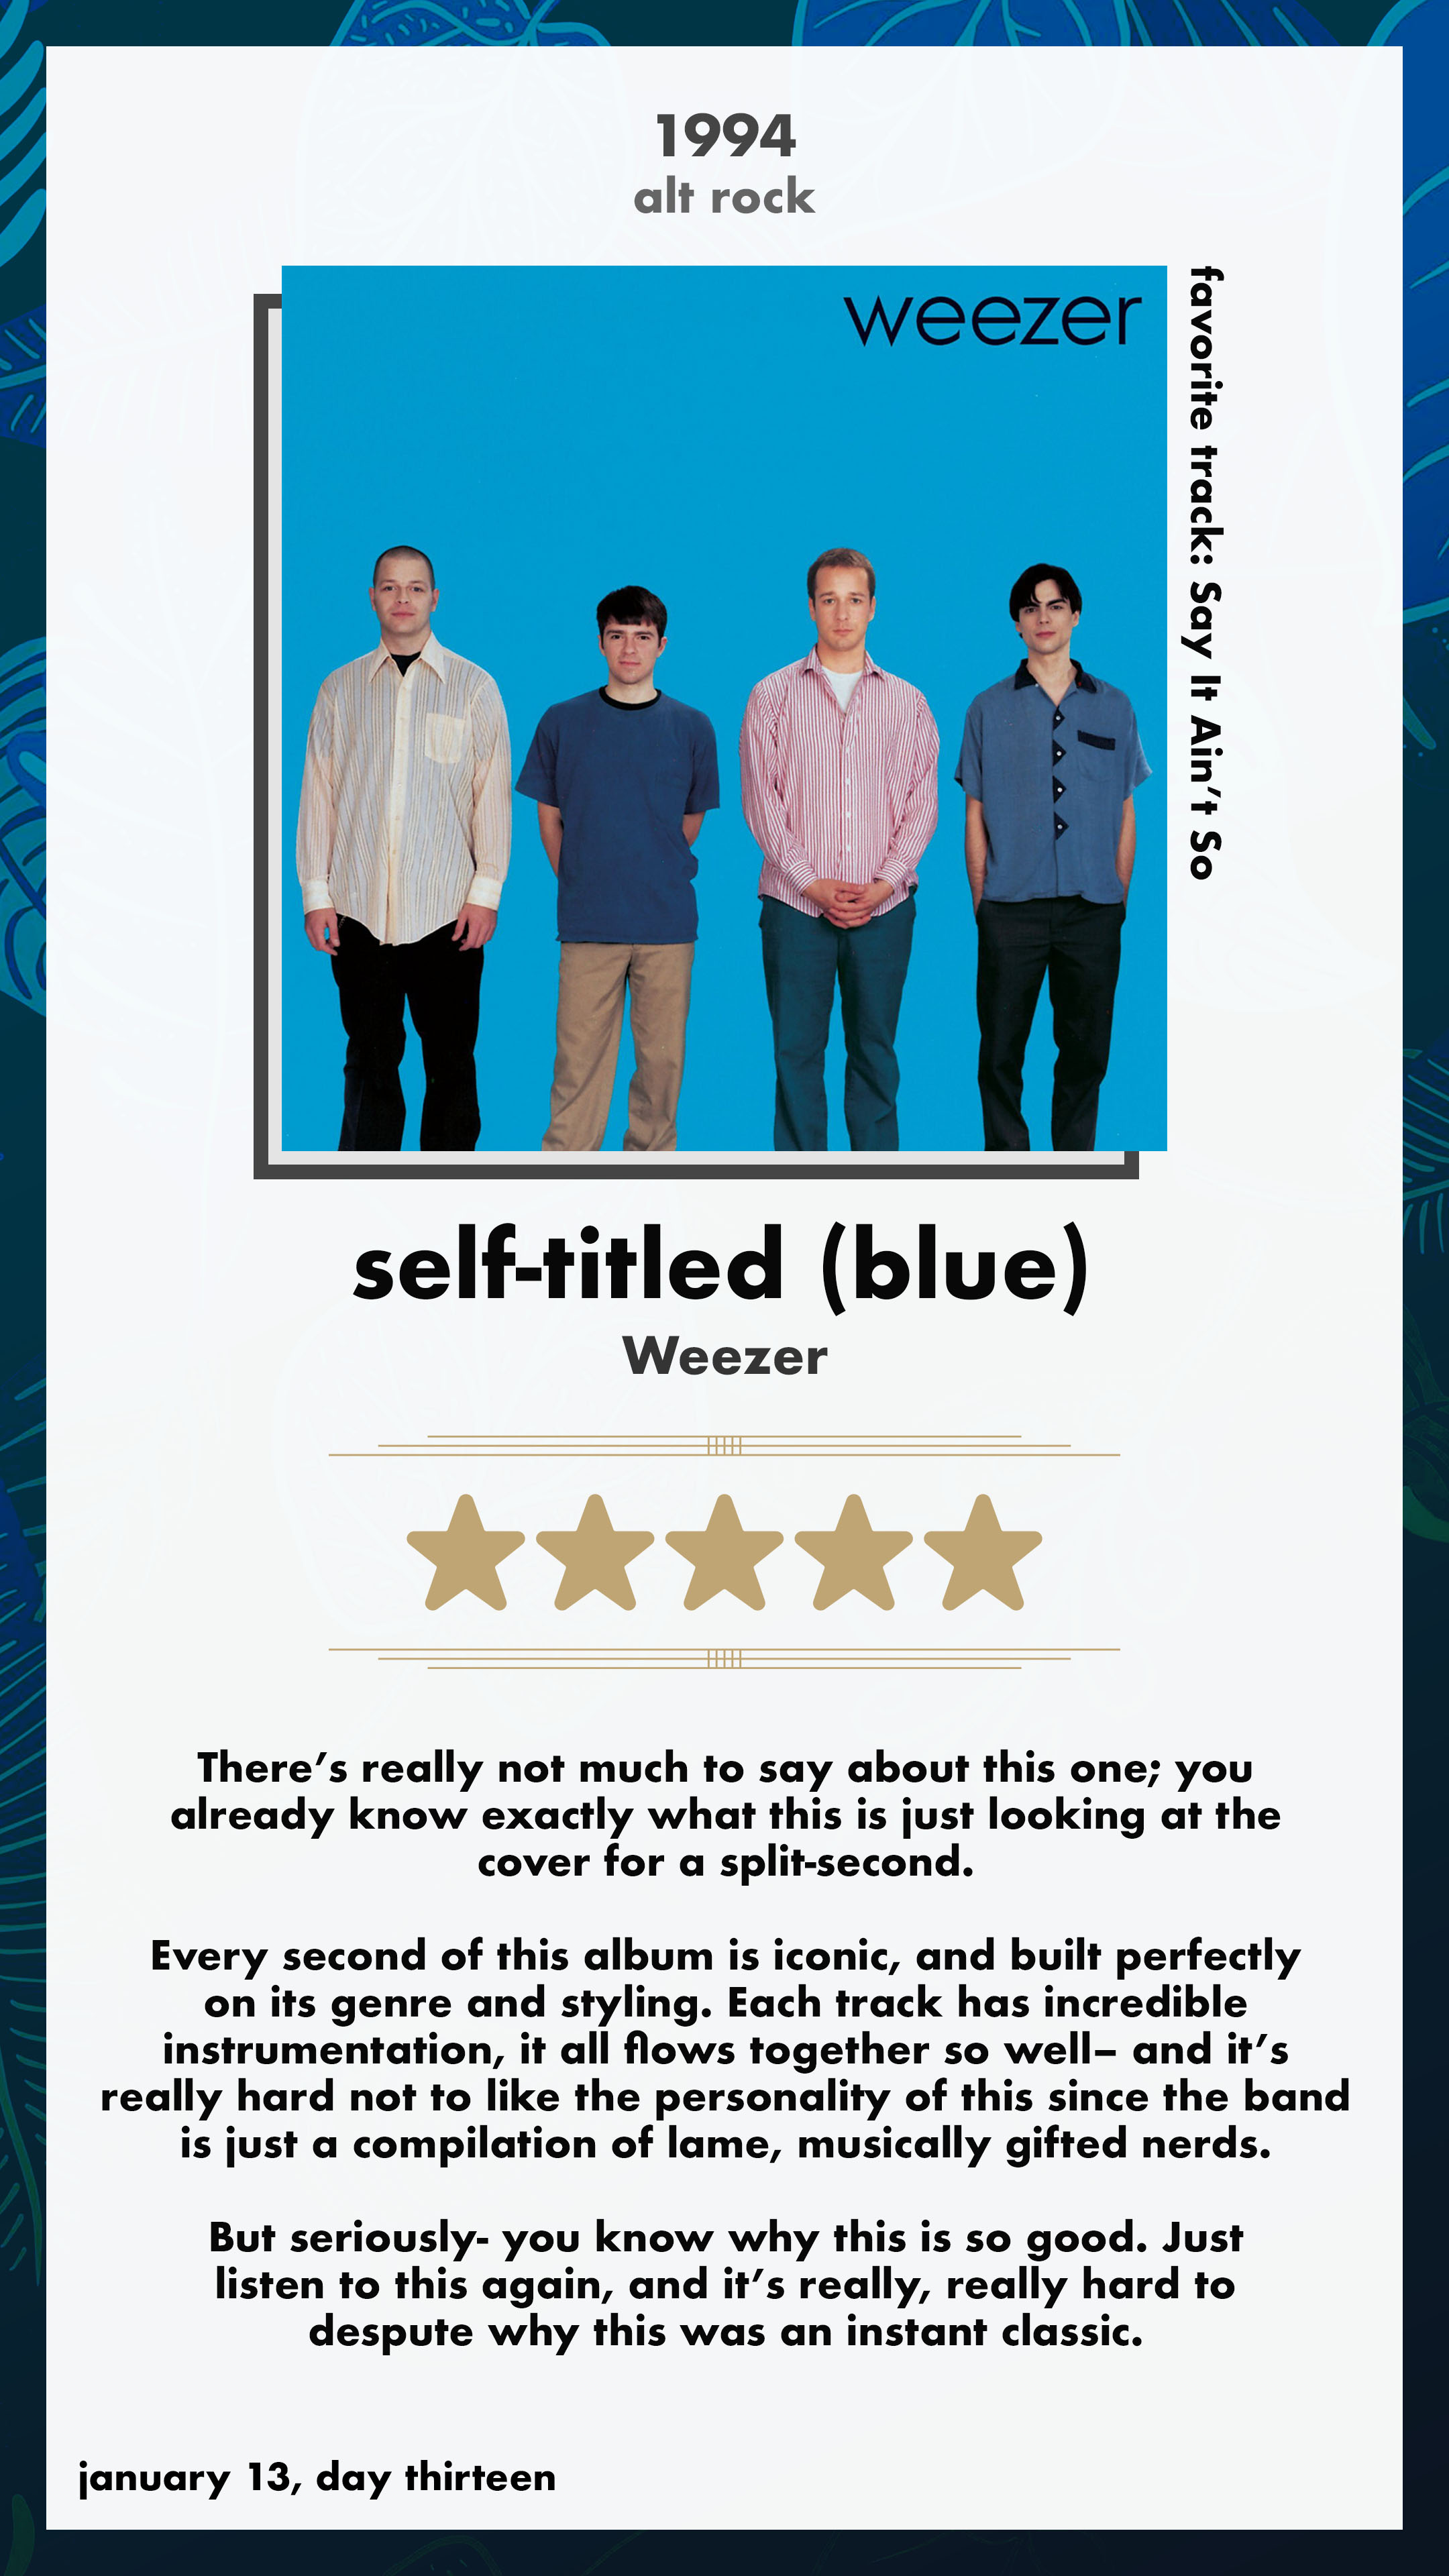 1994
alt rock
weezer
favorite track: Say It Ain’t So
self-titled (blue)
Weezer
There’s really not much to say about this one; you
already know exactly what this is just looking at the
cover for a split-second.
Every second of this album is iconic, and built perfectly
on its genre and styling. Each track has incredible
instrumentation, it all flows together so well– and it’s
really hard not to like the personality of this since the band
is just a compilation of lame, musically gifted nerds.
But seriously- you know why this is so good. Just
listen to this again, and it’s really, really hard to
despute why this was an instant classic.
january 13, day thirteen